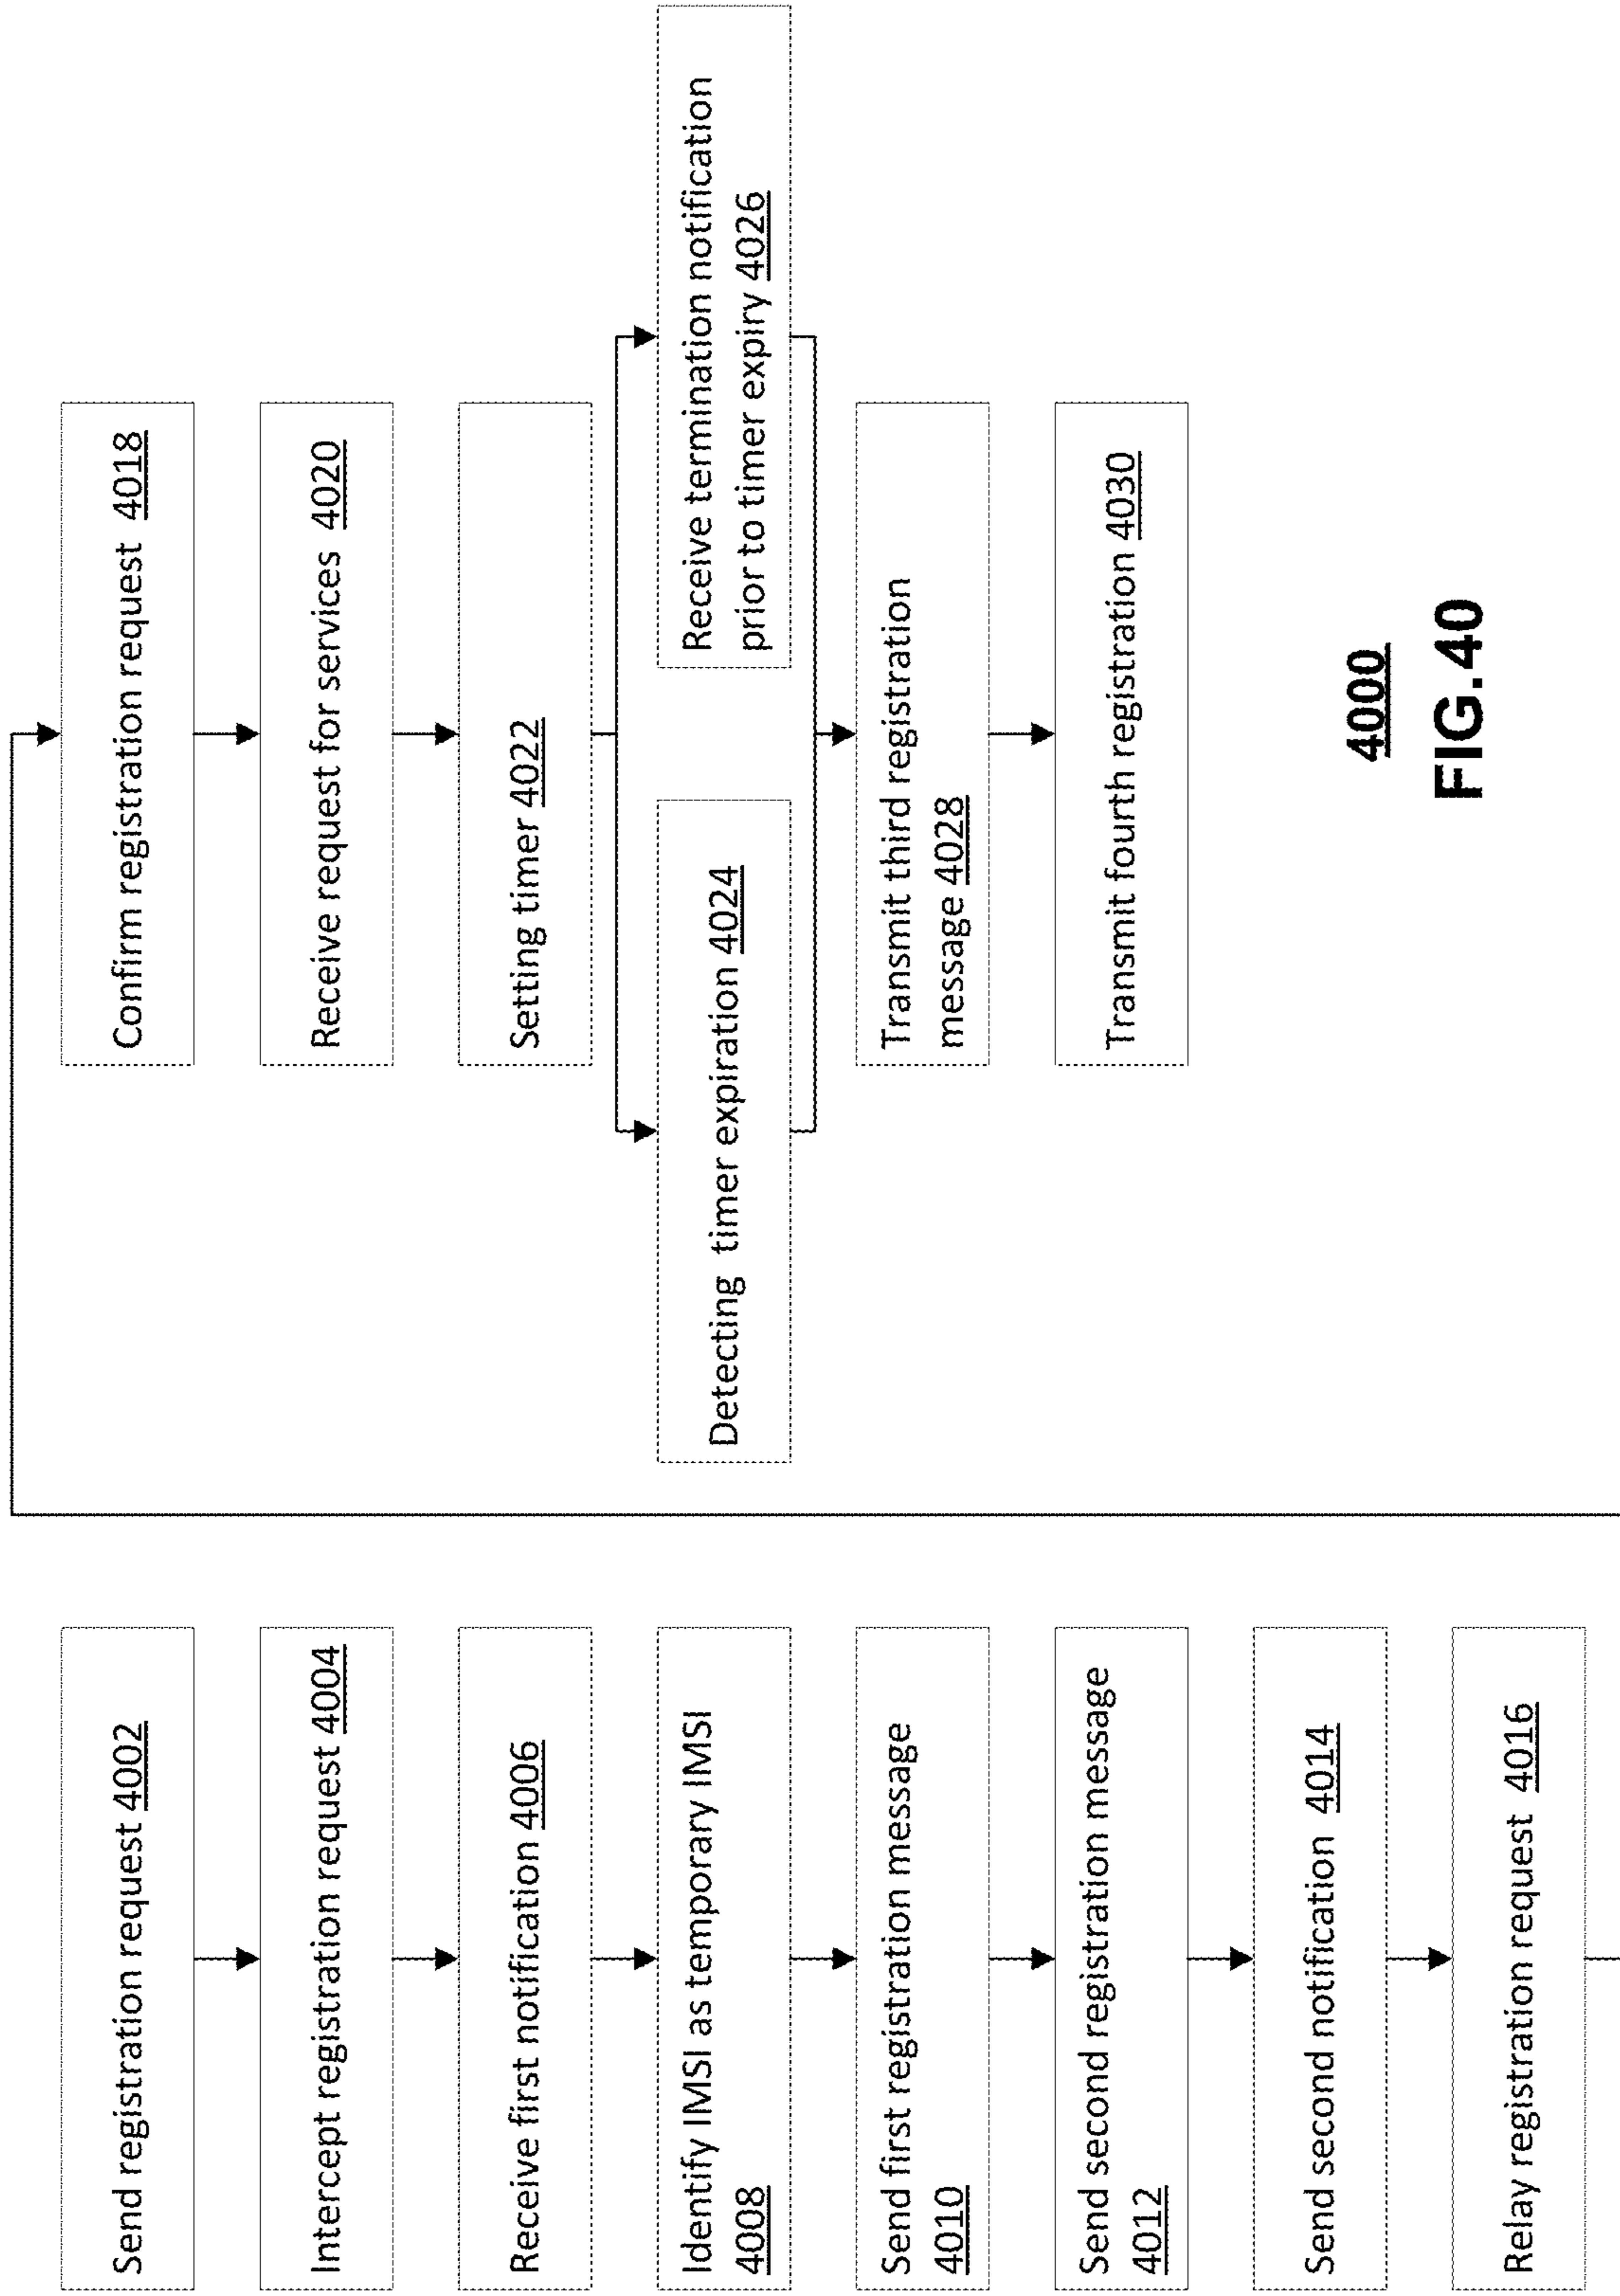 Send registration request 4002
Intercept registration request 4004
Receive first notification 4006
Identify IMSI as temporary IMSI
4008
Send first registration message
4010
Send second registration message
4012
Send second notification 4014
Relay registration request 4016
Confirm registration request 4018
Receive request for services 4020
Setting timer 4022
Detecting timer expiration 4024
Receive termination notification
prior to timer expiry 4026
Transmit third registration
message 4028
Transmit fourth registration 4030
4000
FIG.40